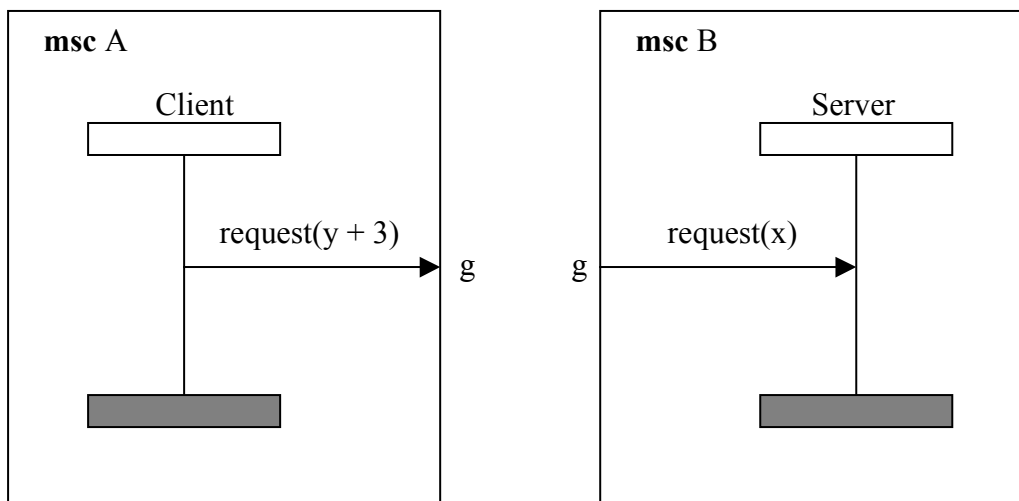 msc A
Client
request(y + 3)
g
msc B
Server
request(x)
g